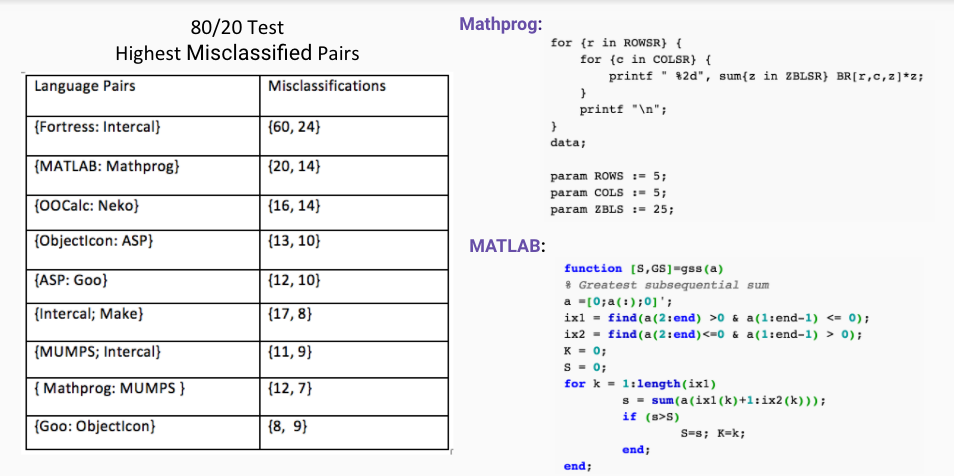 80/20 Test
Highest Misclassified Pairs
Language Pairs Misclassifications
{Fortress: Intercal} {60, 24}
{MATLAB: Mathprog} {20, 14}
{OOCalc: Neko} {16, 14}
{ObjectIcon: ASP} {13, 10}
{ASP: Goo} {12, 10}
{Intercal; Make} {17, 8}
{MUMPS; Intercal} {11, 9}
{ Mathprog: MUMPS } {12, 7}
{Goo: ObjectIcon} {8, 9}
Mathprog:
for {r in ROWSR} {
for {c in COLSR} {
printf " %2d", sum{z in ZBLSR} BR[r,c,z]*z;
}
printf "\n";
}
data;
param ROWS := 5;
param COLS := 5;
param ZBLS := 25;
MATLAB:
function [S,GS]=gss(a)
% Greatest subsequential sum
a =[0;a(:);0]';
ix1 = find(a(2:end) >0 & a(1:end-1) <= 0);
ix2 = find(a(2:end)<=0 & a(1:end-1) > 0);
K = 0;
S = 0;
for k = 1:length(ix1)
s = sum(a(ix1(k)+1:ix2(k)));
if (s>S)
S=s; K=k;
end;
end;